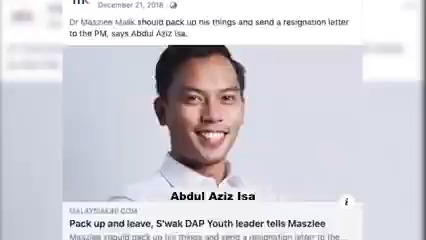 December 21, 2018
Dr Maszlee Malik should pack up his things and send a resignation letter
to the PM, says Abdul Aziz Isa.
Abdul Aziz Isa
MALAYSIAKINI.COM
Pack up and leave, S'wak DAP Youth leader tells Maszlee
Maszlee should pack up his things and send a resignation letter to the